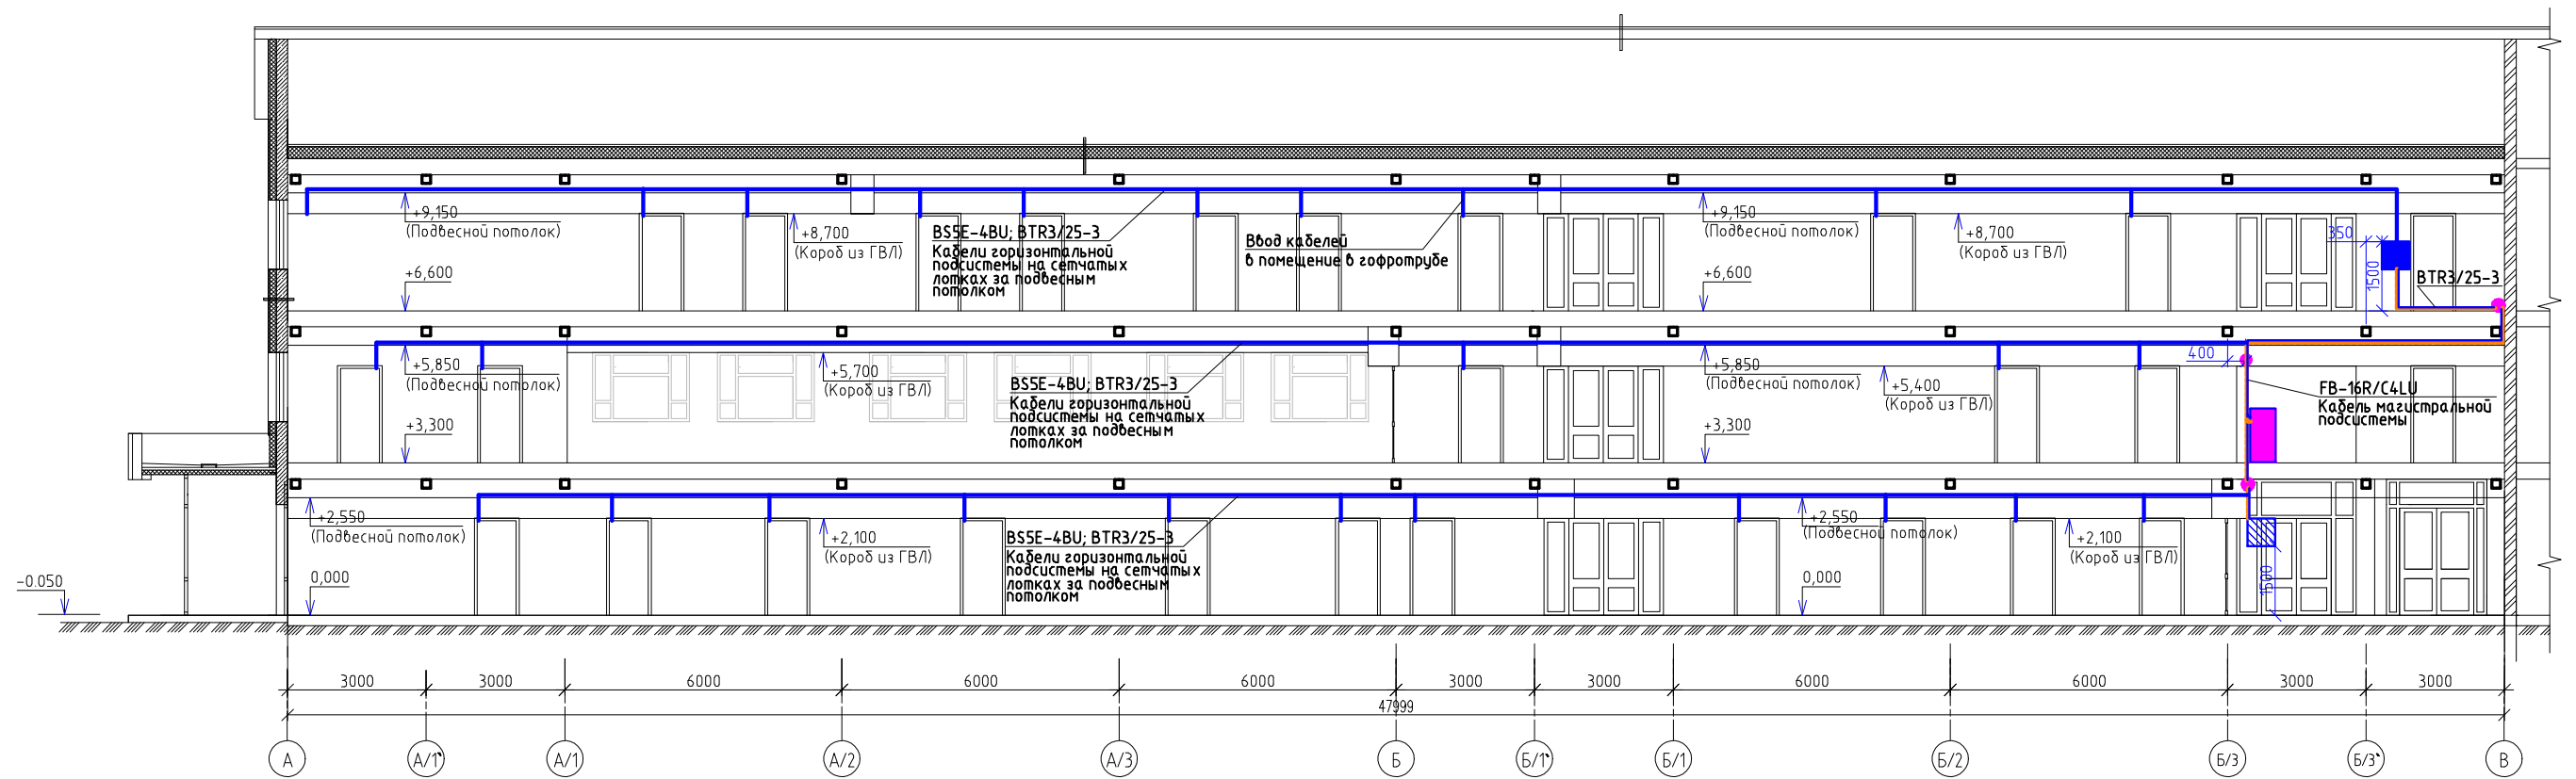 +9,150
(Подвесной потолок)
+8,700
(Короб из ГВЛ)
+6,600
BS5E-4BU; BTR3/25-3
Кабели горизонтальной
подсистемы на сетчатых
лотках за подвесным
потолком
Ввод кабелей
в помещение в гофротрубе
+9,150
(Подвесной потолок)
+8,700
(Короб из ГВЛ)
+6,600
350
1500
BTR3/25-3
+5,850
(Подвесной потолок)
+5,700
(Короб из ГВЛ)
+3,300
BS5E-4BU; BTR3/25-3
Кабели горизонтальной
подсистемы на сетчатых
лотках за подвесным
потолком
+5,850
(Подвесной потолок)
+5,400
(Короб из ГВЛ)
+3,300
400
FB-16R/C4LU
Кабель магистральной
подсистемы
+2,550
(Подвесной потолок)
+2,100
(Короб из ГВЛ)
0,000
-0.050
BS5E-4BU; BTR3/25-3
Кабели горизонтальной
подсистемы на сетчатых
лотках за подвесным
потолком
+2,550
(Подвесной потолок)
+2,100
(Короб из ГВЛ)
0,000
1500
3000 3000 6000 6000 6000 3000 3000 6000 6000 3000 3000
47999
А А/1' А/1 А/2 А/3 Б Б/1' Б/1 Б/2 Б/3 Б/3' В